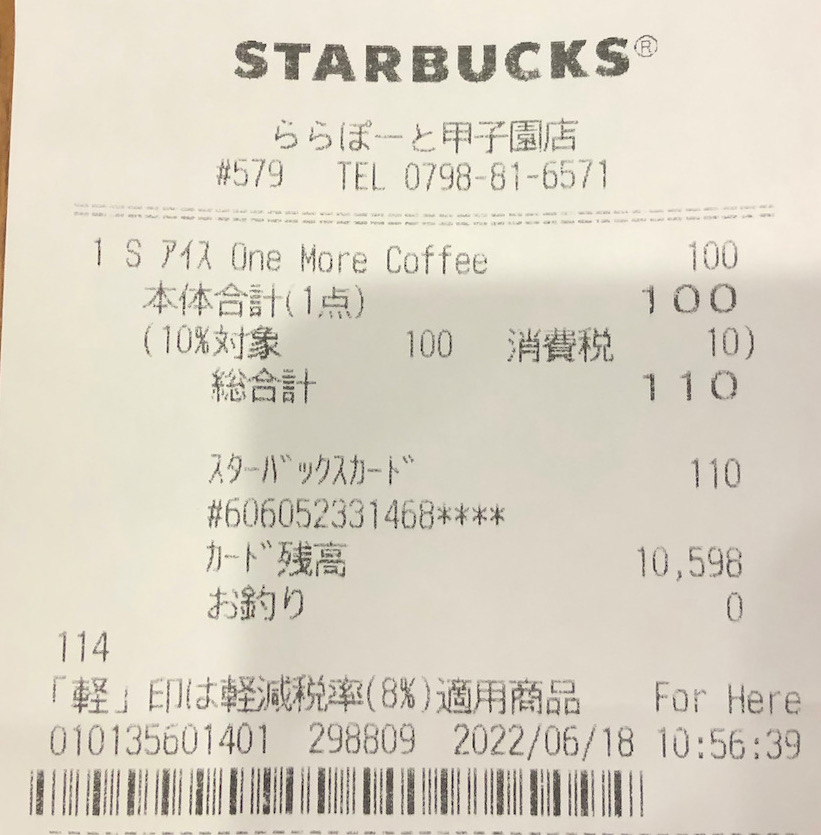 STARBUCKS®
ららぽーと甲子園店
#579 TEL 0798-81-6571
1 S アイス One More Coffee 100
本体合計(1点) 100
(10%対象 100 消費税 10)
総合計 110
スターバックスカード 110
#606052331468****
カード残高 10,598
お釣り 0
114
「軽」印は軽減税率(8%)適用商品 For Here
010135601401 298809 2022/06/18 10:56:39